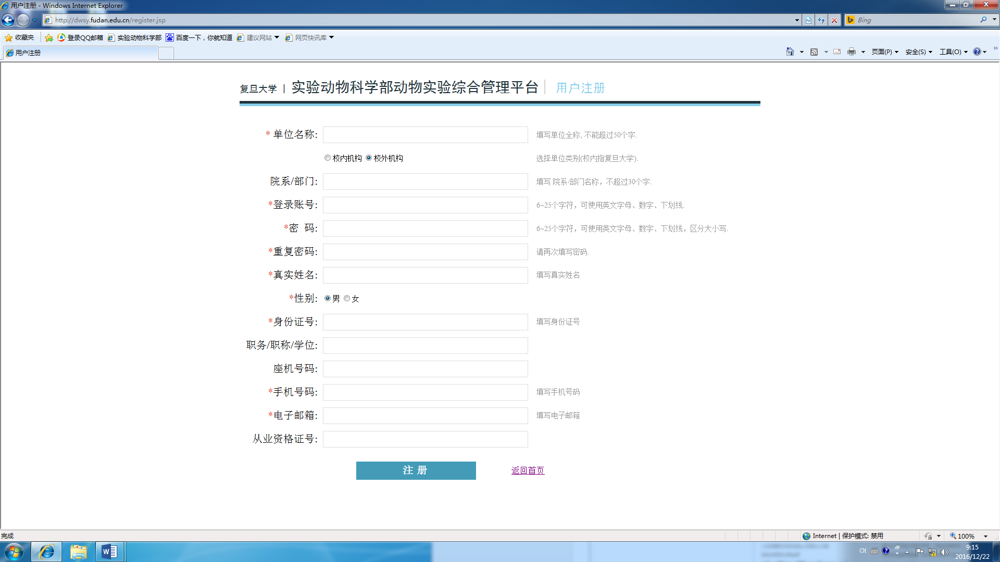 用户注册 - Windows Internet Explorer
http://dwsy.fudan.edu.cn/register.jsp
Bing
收藏夹 登录QQ邮箱 实验动物科学部 百度一下，你就知道 建议网站 网页快讯库
用户注册
页面(P) 安全(S) 工具(O)
复旦大学 | 实验动物科学部动物实验综合管理平台 | 用户注册
* 单位名称: 填写单位全称, 不能超过50个字.
校内机构 校外机构 选择单位类别(校内指复旦大学).
院系/部门: 填写 院系/部门名称，不超过30个字.
*登录账号: 6~25个字符，可使用英文字母、数字、下划线.
*密 码: 6~25个字符，可使用英文字母、数字、下划线，区分大小写.
*重复密码: 请再次填写密码.
*真实姓名: 填写真实姓名
*性别: 男 女
*身份证号: 填写身份证号
职务/职称/学位:
座机号码:
*手机号码: 填写手机号码
*电子邮箱: 填写电子邮箱
从业资格证号:
注 册 返回首页
完成 Internet | 保护模式: 禁用 100%
CH 9:15
2016/12/22